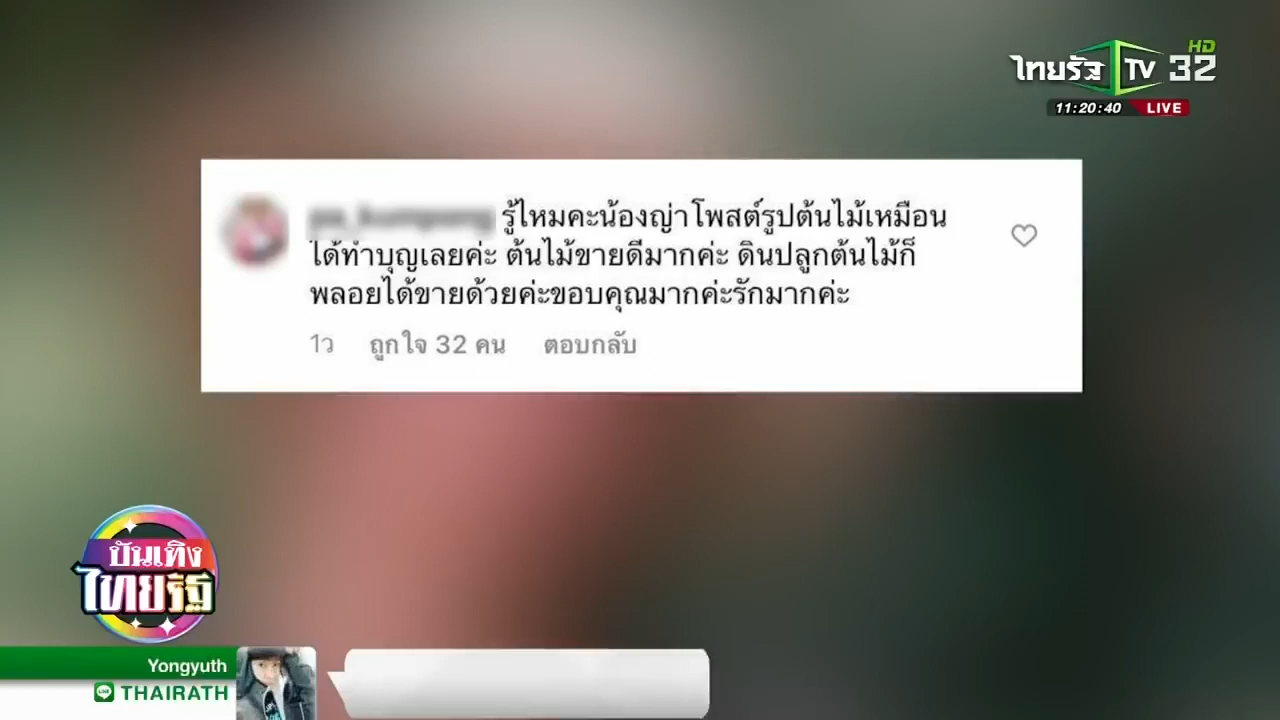 ไทยรัฐ TV HD 32
11:20:40 LIVE
รู้ไหมคะน้องญ่าโพสต์รูปต้นไม้เหมือน
ได้ทำบุญเลยค่ะ ต้นไม้ขายดีมากค่ะ ดินปลูกต้นไม้ก็
พลอยได้ขายด้วยค่ะขอบคุณมากค่ะรักมากค่ะ
1ว ถูกใจ 32 คน ตอบกลับ
บันเทิง
ไทยรัฐ
Yongyuth
LINE THAIRATH